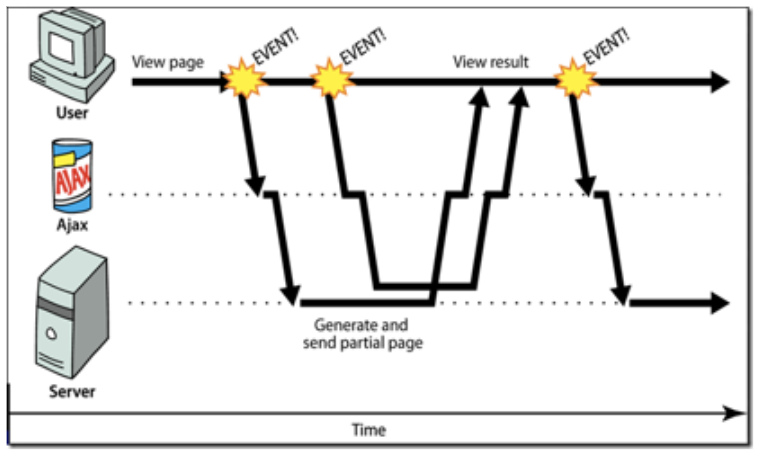 View page
EVENT!
EVENT!
View result
EVENT!
User
AJAX
Ajax
Generate and
send partial page
Server
Time